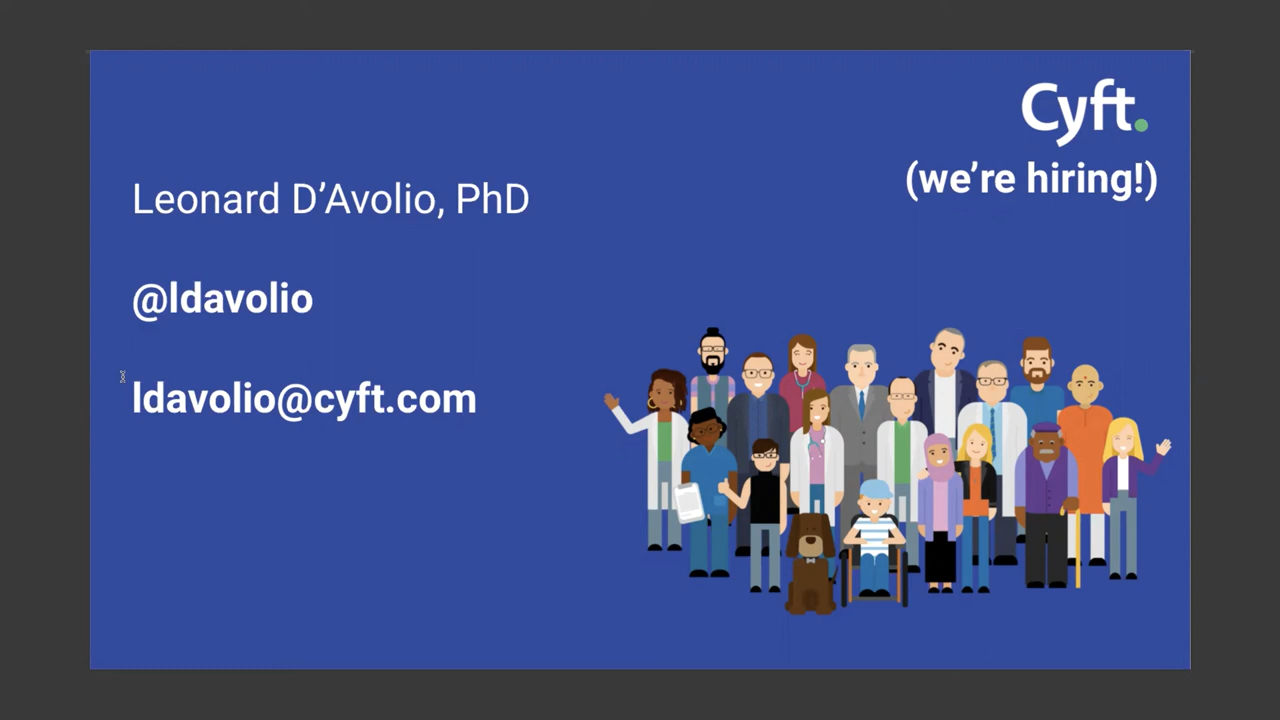 Cyft.
(we're hiring!)
Leonard D'Avolio, PhD
@ldavolio
ldavolio@cyft.com